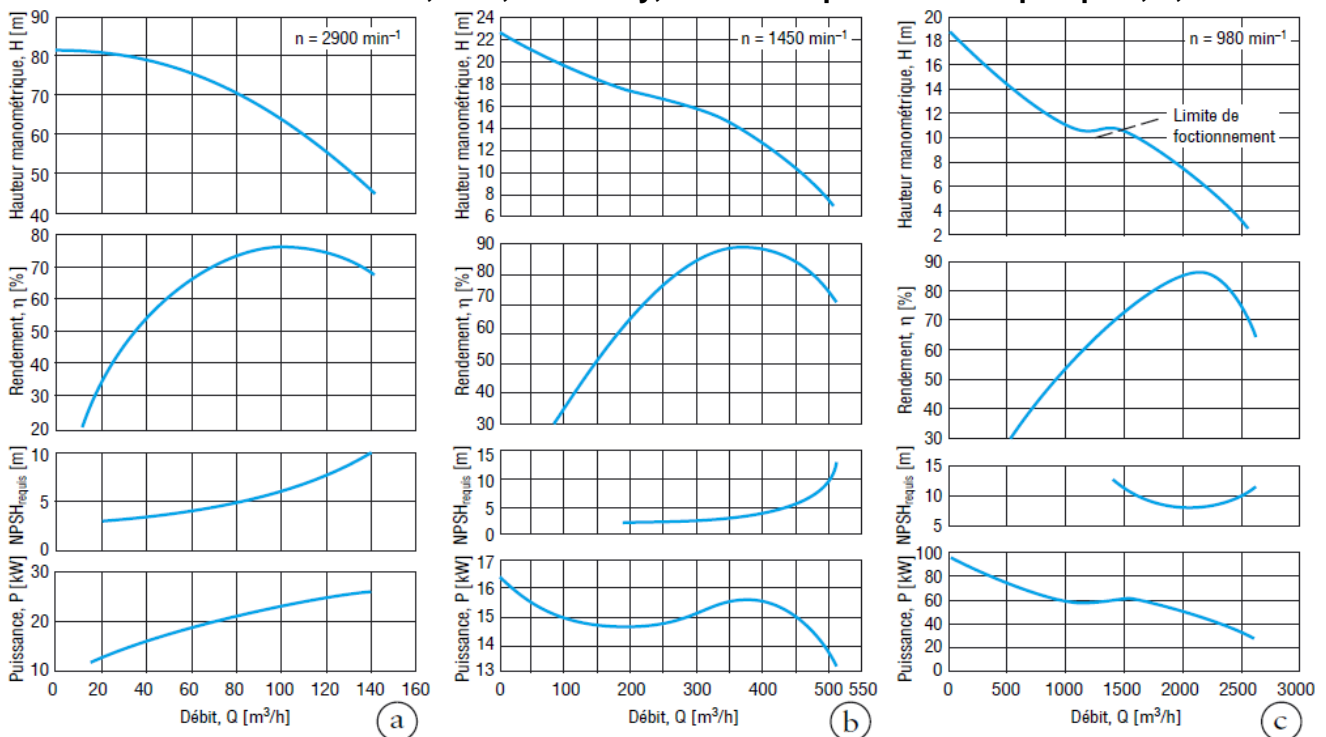 n = 2900 min⁻¹
Hauteur manométrique, H [m]
90
80
70
60
50
40
Rendement, η [%]
80
70
60
50
40
30
20
NPSHrequis [m]
10
5
0
Puissance, P [kW]
30
20
10
0 20 40 60 80 100 120 140 160
Débit, Q [m³/h]
a
n = 1450 min⁻¹
Hauteur manométrique, H [m]
24
22
20
18
16
14
12
10
8
6
Rendement, η [%]
90
80
70
60
50
40
30
NPSHrequis [m]
15
10
5
0
Puissance, P [kW]
17
16
15
14
13
0 100 200 300 400 500 550
Débit, Q [m³/h]
b
n = 980 min⁻¹
Limite de
foctionnement
Hauteur manométrique, H [m]
20
18
16
14
12
10
8
6
4
2
Rendement, η [%]
90
80
70
60
50
40
30
NPSHrequis [m]
15
10
5
Puissance, P [kW]
100
80
60
40
20
0
0 500 1000 1500 2000 2500 3000
Débit, Q [m³/h]
c